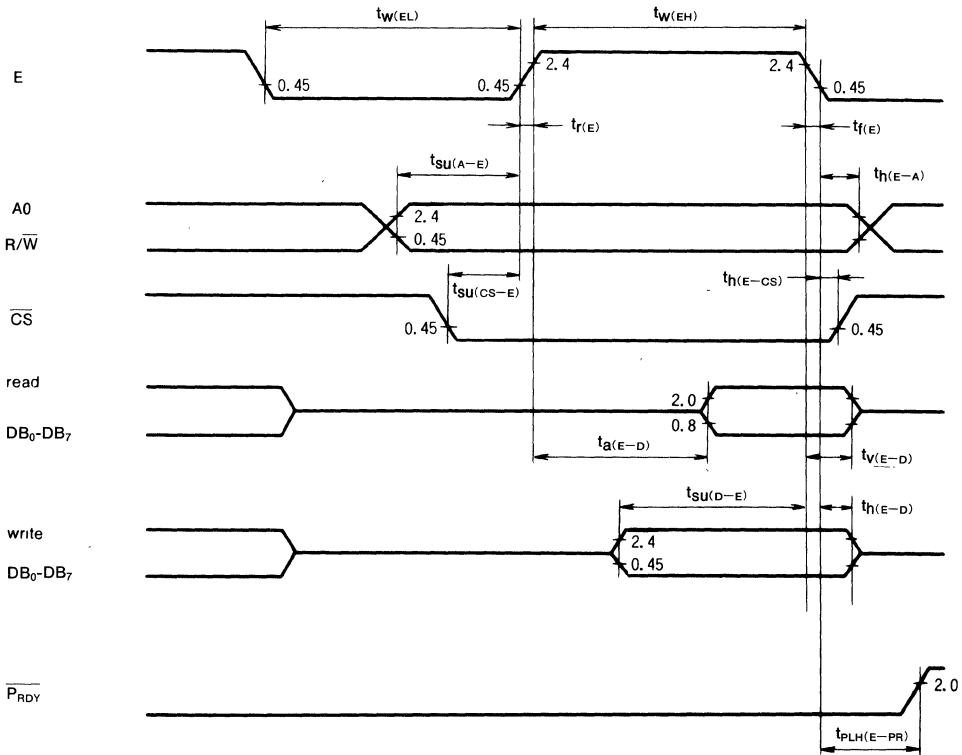 tw(EL)
tw(EH)
E
0.45
0.45
2.4
2.4
0.45
tr(E)
tf(E)
tsu(A−E)
th(E−A)
A0
R/W̅
2.4
0.45
tsu(CS−E)
th(E−CS)
C̅S̅
0.45
0.45
read
DB0-DB7
2.0
0.8
ta(E−D)
tv(E−D)
tsu(D−E)
th(E−D)
write
DB0-DB7
2.4
0.45
P̅R̅D̅Y̅
2.0
tPLH(E−PR)